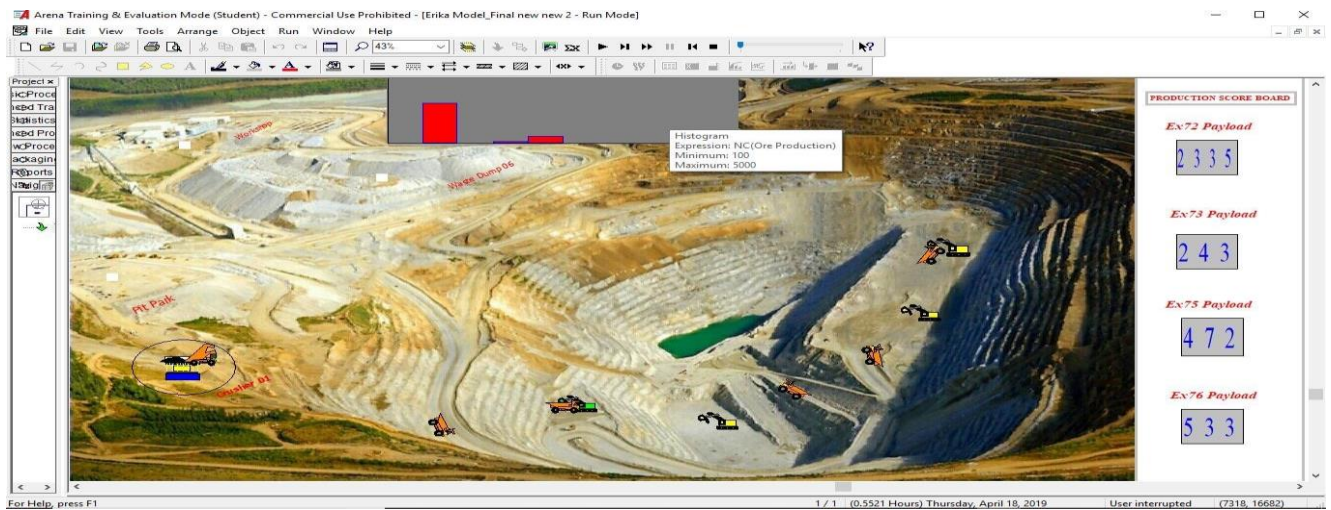 Arena Training & Evaluation Mode (Student) - Commercial Use Prohibited - [Erika Model_Final new new 2 - Run Mode]
File Edit View Tools Arrange Object Run Window Help
43%
Project
PRODUCTION SCORE BOARD
Ex72 Payload
2 3 3 5
Ex73 Payload
2 4 3
Ex75 Payload
4 7 2
Ex76 Payload
5 3 3
Workshop
Waste Dump 06
Histogram
Expression: NC(Ore Production)
Minimum: 100
Maximum: 5000
Pit Park
Crusher 01
For Help, press F1
1 / 1 (0.5521 Hours) Thursday, April 18, 2019 User interrupted (7318, 16682)